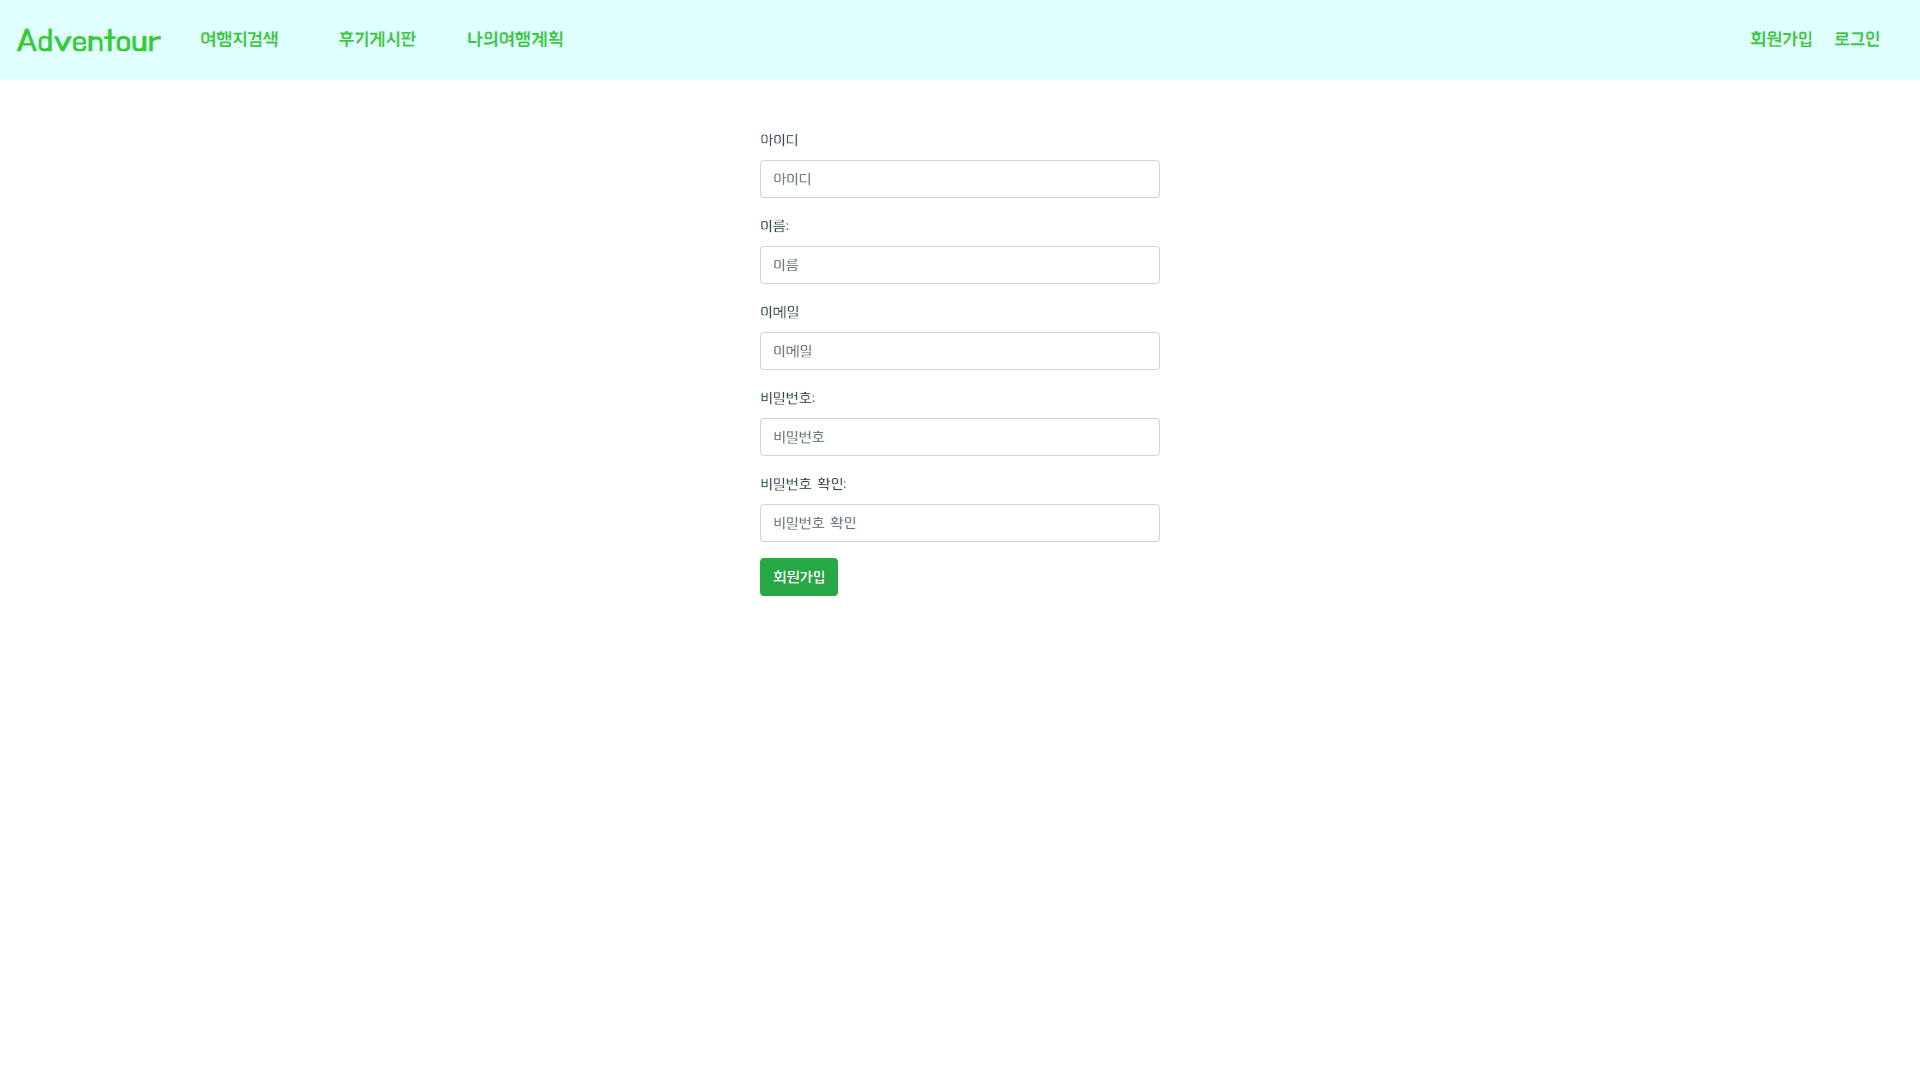 Adventour 여행지검색 후기게시판 나의여행계획 회원가입 로그인
아이디
아이디
이름:
이름
이메일
이메일
비밀번호:
비밀번호
비밀번호 확인:
비밀번호 확인
회원가입